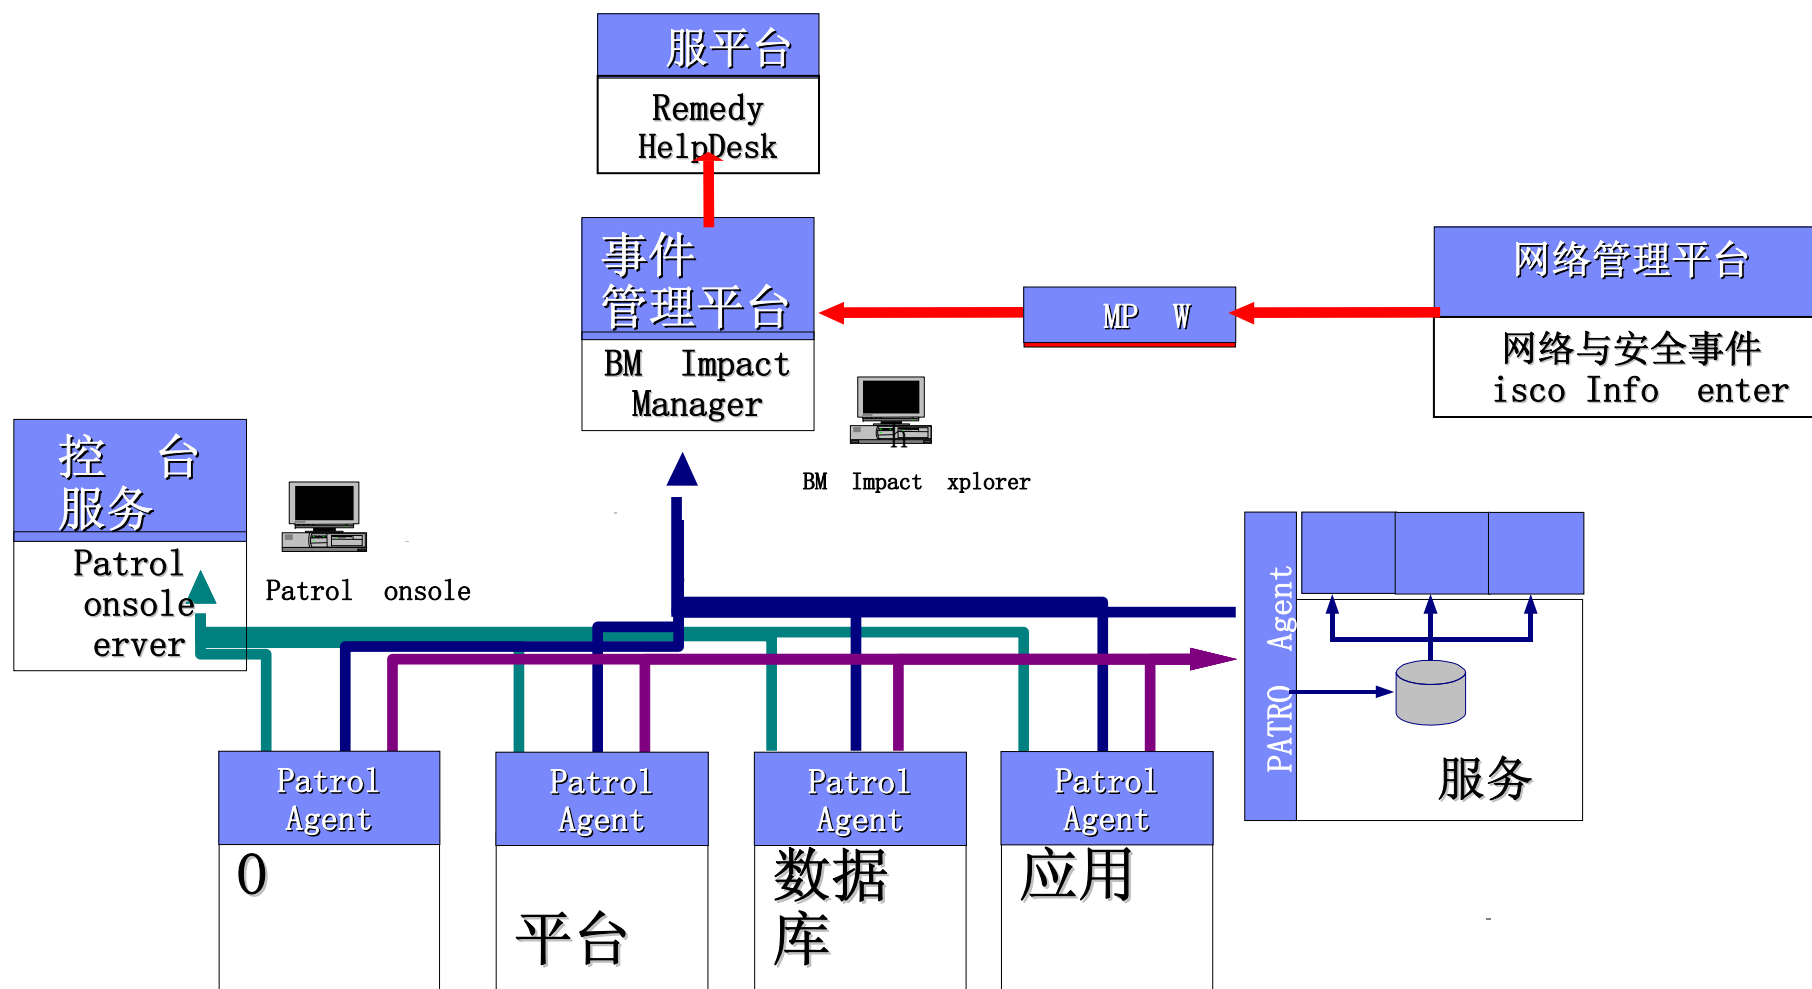 服平台
Remedy
HelpDesk
事件
管理平台
BM Impact
Manager
MP W
网络管理平台
网络与安全事件
isco Info enter
h
BM Impact xplorer
控 台
服务
Patrol
onsole
erver
Patrol onsole
PATRO Agent
服务
Patrol
Agent
O
Patrol
Agent
平台
Patrol
Agent
数据
库
Patrol
Agent
应用